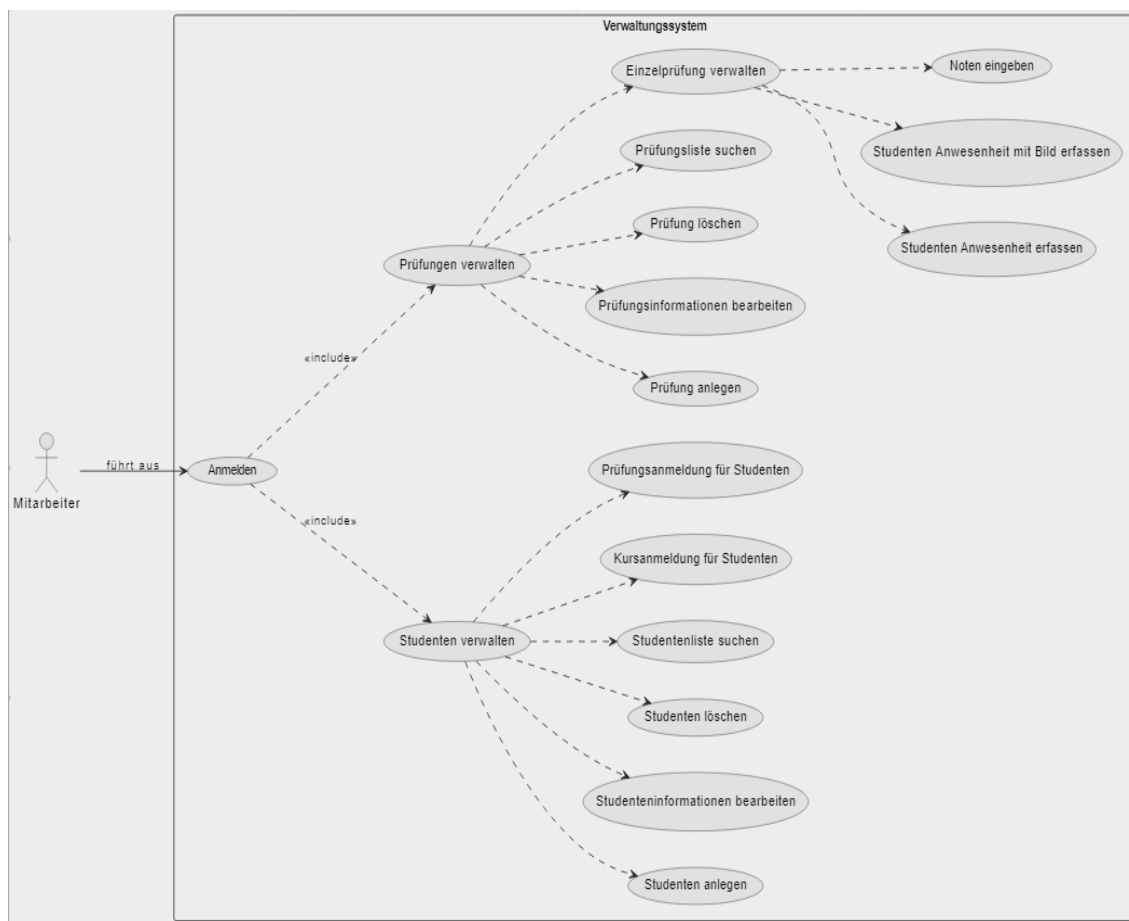 Verwaltungssystem
Einzelprüfung verwalten
Noten eingeben
Studenten Anwesenheit mit Bild erfassen
Studenten Anwesenheit erfassen
Prüfungsliste suchen
Prüfung löschen
Prüfungen verwalten
Prüfungsinformationen bearbeiten
«include»
Prüfung anlegen
Mitarbeiter
führt aus
Anmelden
Prüfungsanmeldung für Studenten
«include»
Kursanmeldung für Studenten
Studenten verwalten
Studentenliste suchen
Studenten löschen
Studenteninformationen bearbeiten
Studenten anlegen